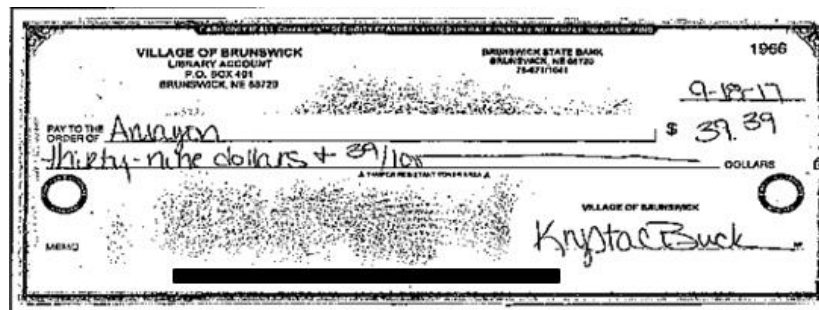 VILLAGE OF BRUNSWICK
LIBRARY ACCOUNT
P.O. BOX 401
BRUNSWICK, NE 68720
BRUNSWICK STATE BANK
BRUNSWICK, NE 68720
1966
9-18-17
PAY TO THE
ORDER OF Amazon $ 39.39
Thirty-nine dollars + 39/100 DOLLARS
VILLAGE OF BRUNSWICK
MEMO Krystal Buck